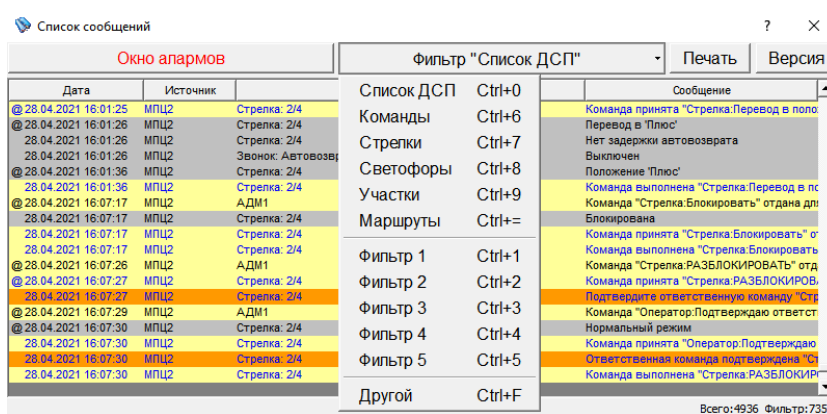 Список сообщений ? ×
Окно алармов Фильтр "Список ДСП" Печать Версия
Дата Источник Сообщение
@ 28.04.2021 16:01:25 МПЦ2 Стрелка: 2/4 Команда принята "Стрелка:Перевод в поло
@ 28.04.2021 16:01:26 МПЦ2 Стрелка: 2/4 Перевод в 'Плюс'
28.04.2021 16:01:26 МПЦ2 Стрелка: 2/4 Нет задержки автовозврата
28.04.2021 16:01:26 МПЦ2 Звонок: Автовозвр Выключен
@ 28.04.2021 16:01:36 МПЦ2 Стрелка: 2/4 Положение 'Плюс'
28.04.2021 16:01:36 МПЦ2 Стрелка: 2/4 Команда выполнена "Стрелка:Перевод в по
@ 28.04.2021 16:07:17 АДМ1 Стрелка: 2/4 Команда "Стрелка:Блокировать" отдана для
28.04.2021 16:07:17 МПЦ2 Стрелка: 2/4 Блокирована
28.04.2021 16:07:17 МПЦ2 Стрелка: 2/4 Команда принята "Стрелка:Блокировать" от
28.04.2021 16:07:17 МПЦ2 Стрелка: 2/4 Команда выполнена "Стрелка:Блокировать
@ 28.04.2021 16:07:26 АДМ1 Стрелка: 2/4 Команда "Стрелка:РАЗБЛОКИРОВАТЬ" отд
@ 28.04.2021 16:07:27 МПЦ2 Стрелка: 2/4 Команда принята "Стрелка:РАЗБЛОКИРОВА
28.04.2021 16:07:27 МПЦ2 Стрелка: 2/4 Подтвердите ответственную команду "Стр
@ 28.04.2021 16:07:29 АДМ1 Стрелка: 2/4 Команда "Оператор:Подтверждаю ответст
@ 28.04.2021 16:07:30 МПЦ2 Стрелка: 2/4 Нормальный режим
28.04.2021 16:07:30 МПЦ2 Стрелка: 2/4 Команда принята "Оператор:Подтверждаю
28.04.2021 16:07:30 МПЦ2 Стрелка: 2/4 Ответственная команда подтверждена "Ст
28.04.2021 16:07:30 МПЦ2 Стрелка: 2/4 Команда выполнена "Стрелка:РАЗБЛОКИР
Список ДСП Ctrl+0
Команды Ctrl+6
Стрелки Ctrl+7
Светофоры Ctrl+8
Участки Ctrl+9
Маршруты Ctrl+=
Фильтр 1 Ctrl+1
Фильтр 2 Ctrl+2
Фильтр 3 Ctrl+3
Фильтр 4 Ctrl+4
Фильтр 5 Ctrl+5
Другой Ctrl+F
Всего:4936 Фильтр:735